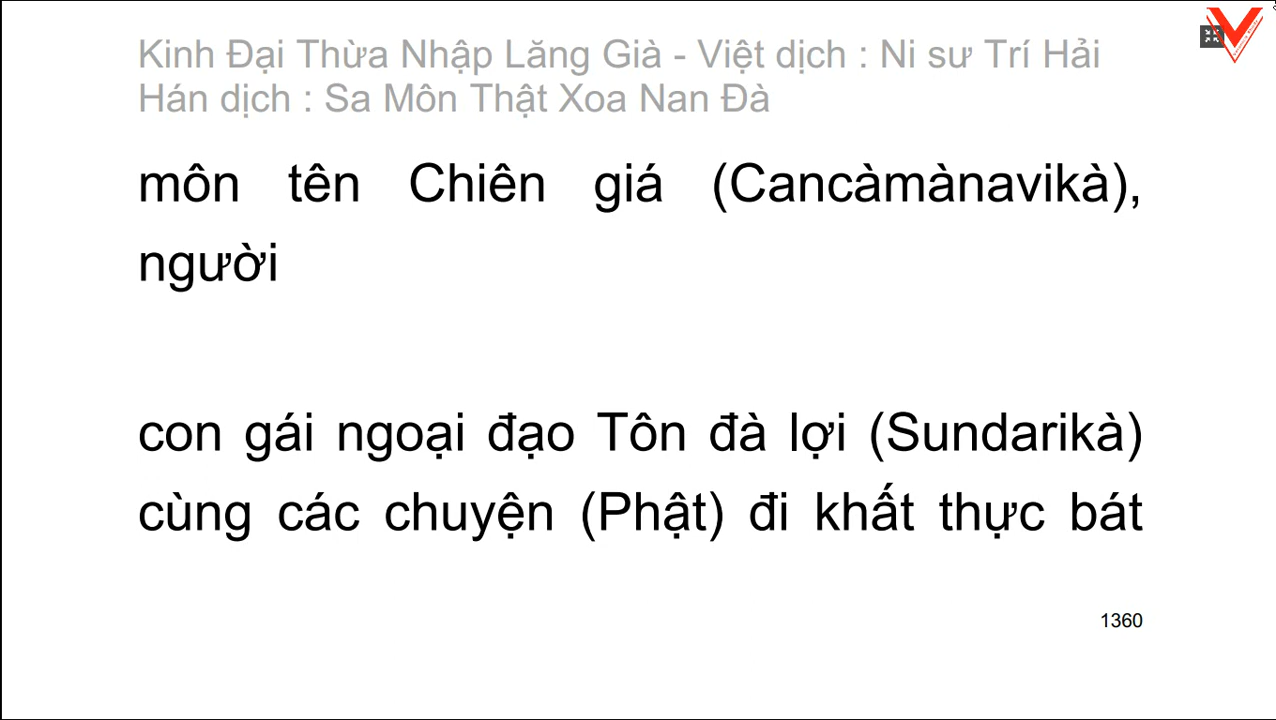 Kinh Đại Thừa Nhập Lăng Già - Việt dịch : Ni sư Trí Hải
Hán dịch : Sa Môn Thật Xoa Nan Đà
môn tên Chiên giá (Cancàmànavikà),
người
con gái ngoại đạo Tôn đà lợi (Sundarikà)
cùng các chuyện (Phật) đi khất thực bát
1360